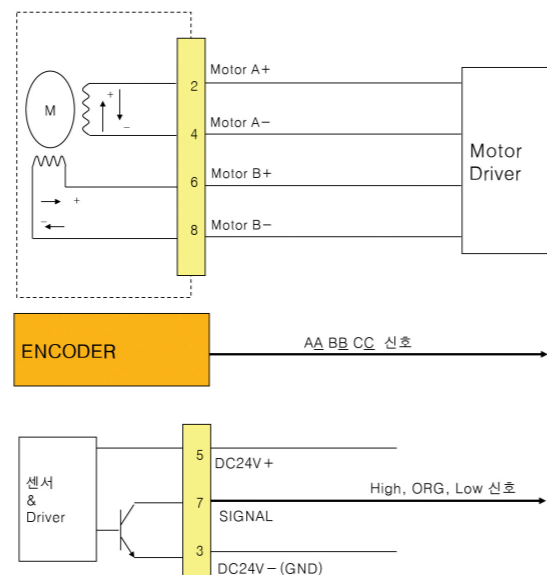 M
+
−
+
−
2 Motor A+
4 Motor A−
6 Motor B+
8 Motor B−
Motor
Driver
ENCODER
AA BB CC 신호
센서
&
Driver
5
DC24V+
7
SIGNAL
High, ORG, Low 신호
3
DC24V−(GND)